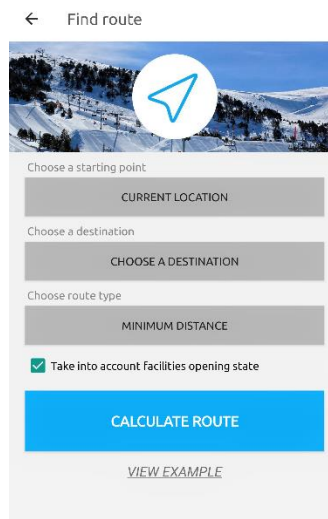 Find route
Choose a starting point
CURRENT LOCATION
Choose a destination
CHOOSE A DESTINATION
Choose route type
MINIMUM DISTANCE
Take into account facilities opening state
CALCULATE ROUTE
VIEW EXAMPLE